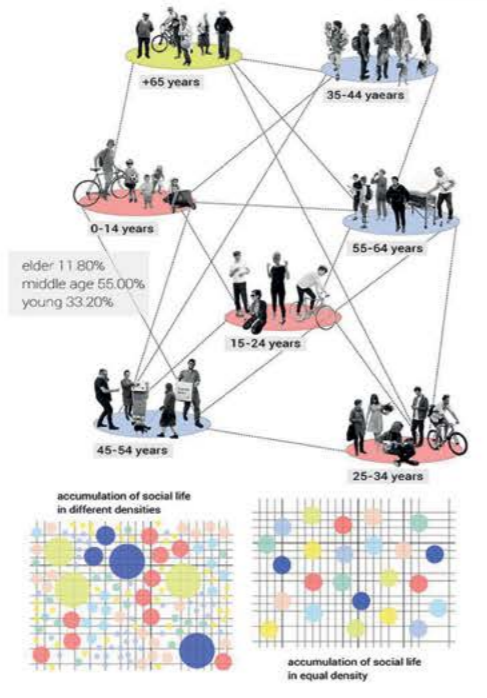 +65 years
35-44 yaears
0-14 years
55-64 years
elder 11.80%
middle age 55.00%
young 33.20%
15-24 years
45-54 years
25-34 years
accumulation of social life
in different densities
accumulation of social life
in equal density